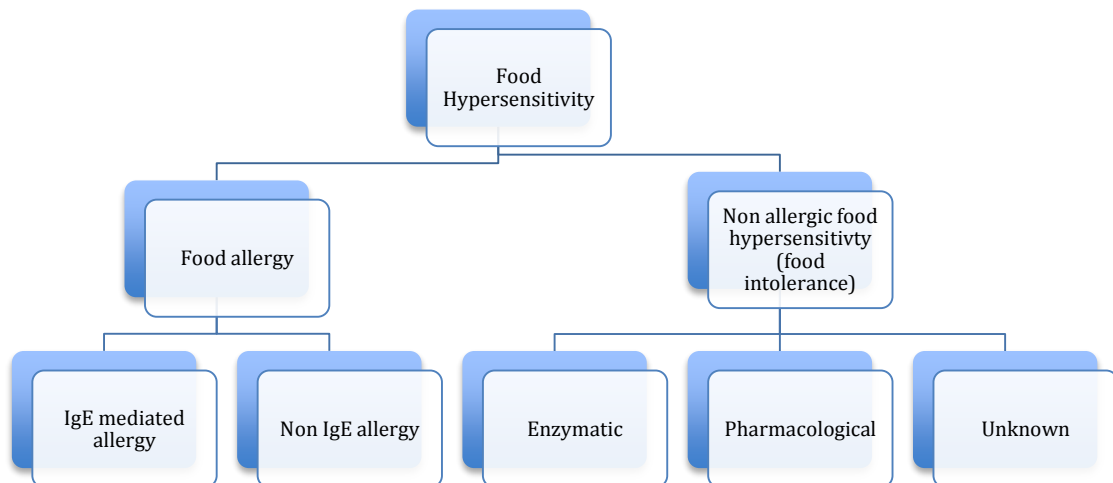 Food
Hypersensitivity
Food allergy
Non allergic food
hypersensitivty
(food
intolerance)
IgE mediated
allergy
Non IgE allergy
Enzymatic
Pharmacological
Unknown